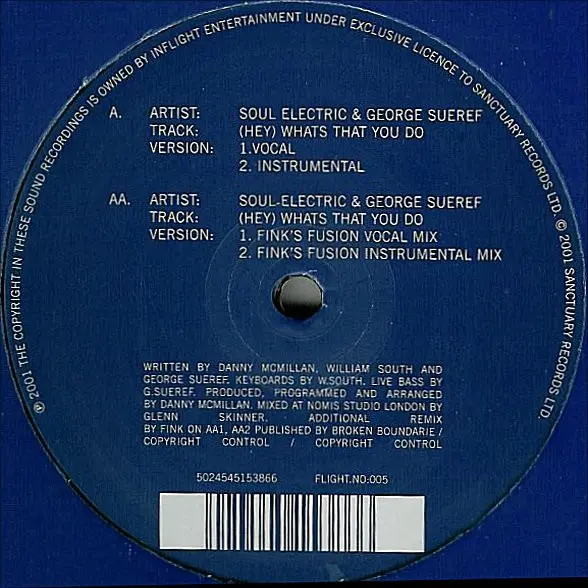 ℗ 2001 THE COPYRIGHT IN THESE SOUND RECORDINGS IS OWNED BY INFLIGHT ENTERTAINMENT UNDER EXCLUSIVE LICENCE TO SANCTUARY RECORDS LTD. © 2001 SANCTUARY RECORDS LTD.
A. ARTIST: SOUL ELECTRIC & GEORGE SUEREF
TRACK: (HEY) WHATS THAT YOU DO
VERSION: 1.VOCAL
2. INSTRUMENTAL
AA. ARTIST: SOUL-ELECTRIC & GEORGE SUEREF
TRACK: (HEY) WHATS THAT YOU DO
VERSION: 1. FINK'S FUSION VOCAL MIX
2. FINK'S FUSION INSTRUMENTAL MIX
WRITTEN BY DANNY MCMILLAN, WILLIAM SOUTH AND
GEORGE SUEREF. KEYBOARDS BY W.SOUTH. LIVE BASS BY
G.SUEREF. PRODUCED, PROGRAMMED AND ARRANGED
BY DANNY MCMILLAN. MIXED AT NOMIS STUDIO LONDON BY
GLENN SKINNER. ADDITIONAL REMIX
BY FINK ON AA1, AA2 PUBLISHED BY BROKEN BOUNDARIE /
COPYRIGHT CONTROL / COPYRIGHT CONTROL
5024545153866 FLIGHT.NO:005